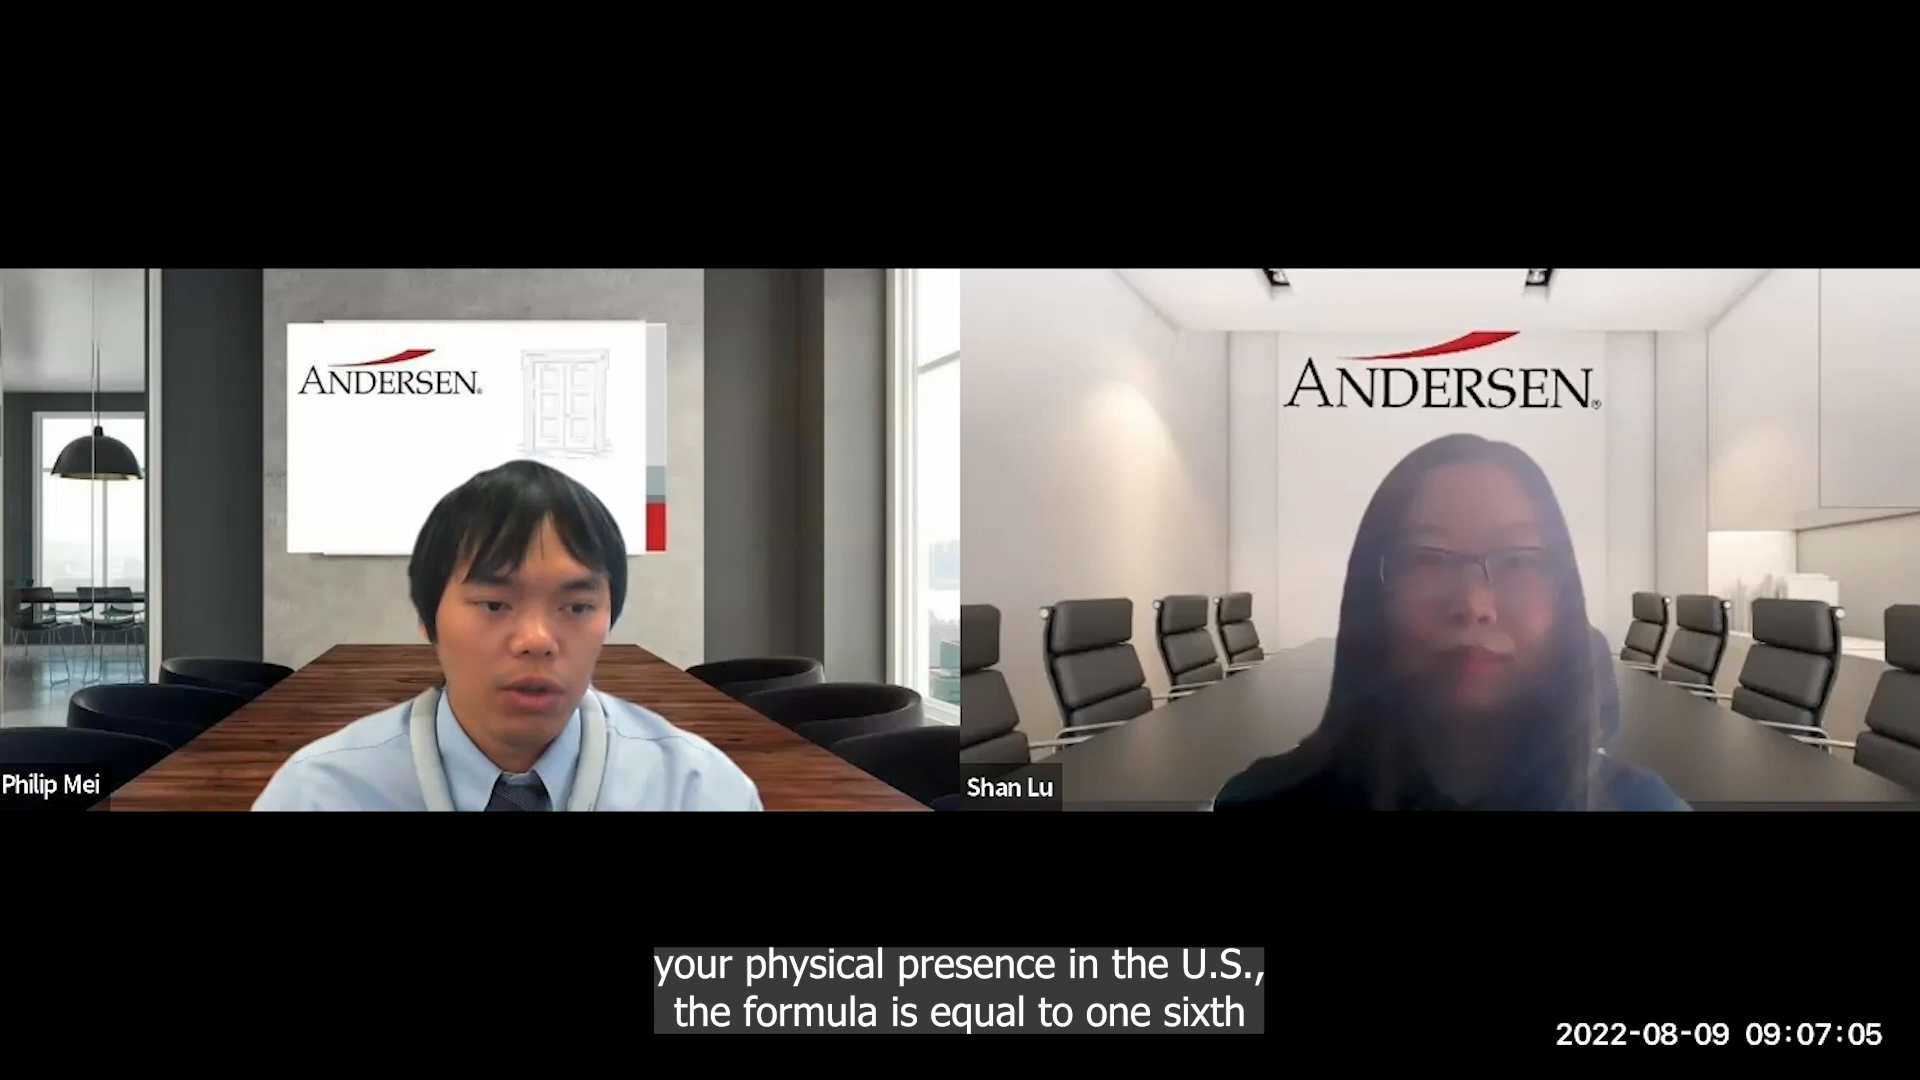 ANDERSEN®
ANDERSEN®
Philip Mei
Shan Lu
your physical presence in the U.S.,
the formula is equal to one sixth
2022-08-09 09:07:05